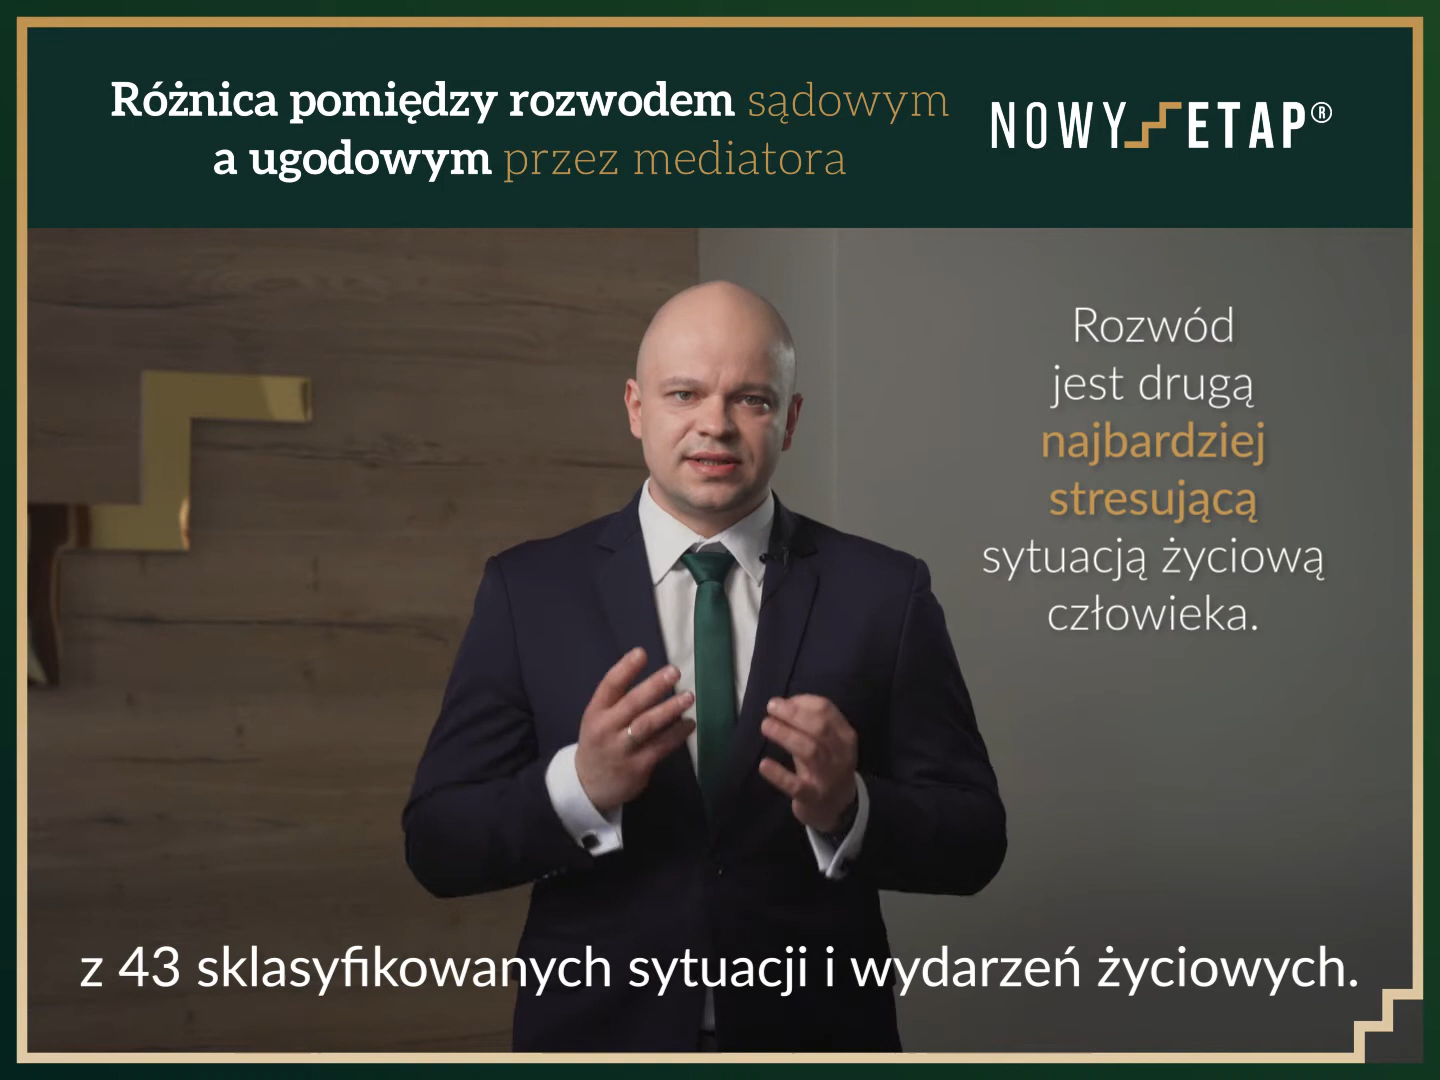 Różnica pomiędzy rozwodem sądowym
a ugodowym przez mediatora
NOWY ETAP®
Rozwód
jest drugą
najbardziej
stresującą
sytuacją życiową
człowieka.
z 43 sklasyfikowanych sytuacji i wydarzeń życiowych.